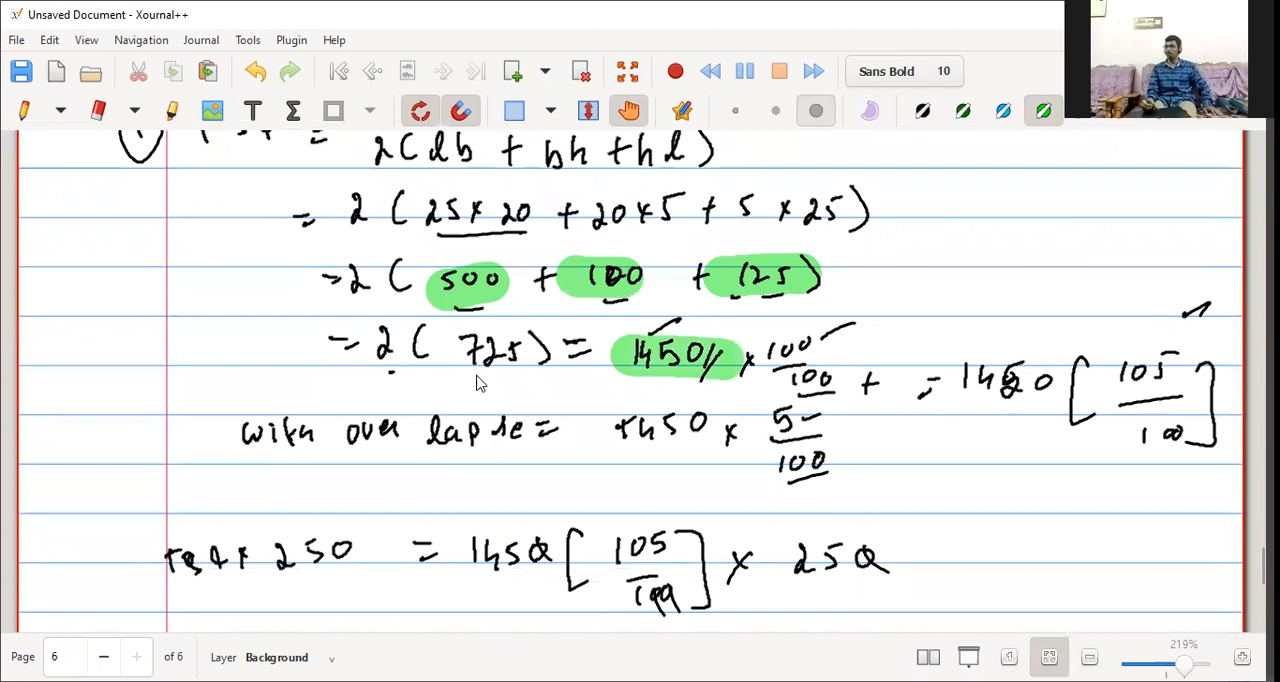 Unsaved Document - Xournal++
File Edit View Navigation Journal Tools Plugin Help
Sans Bold 10
2(lb + bh + hl)
= 2 (25 × 20 + 20 × 5 + 5 × 25)
= 2 ( 500 + 100 + 125)
= 2 ( 725) = 1450// × 100/100 + = 1450 [ 105/100 ]
with over lapse = 1450 × 5/100
× 250 = 1450 [ 105/100 ] × 250
Page 6 of 6 Layer Background 219%